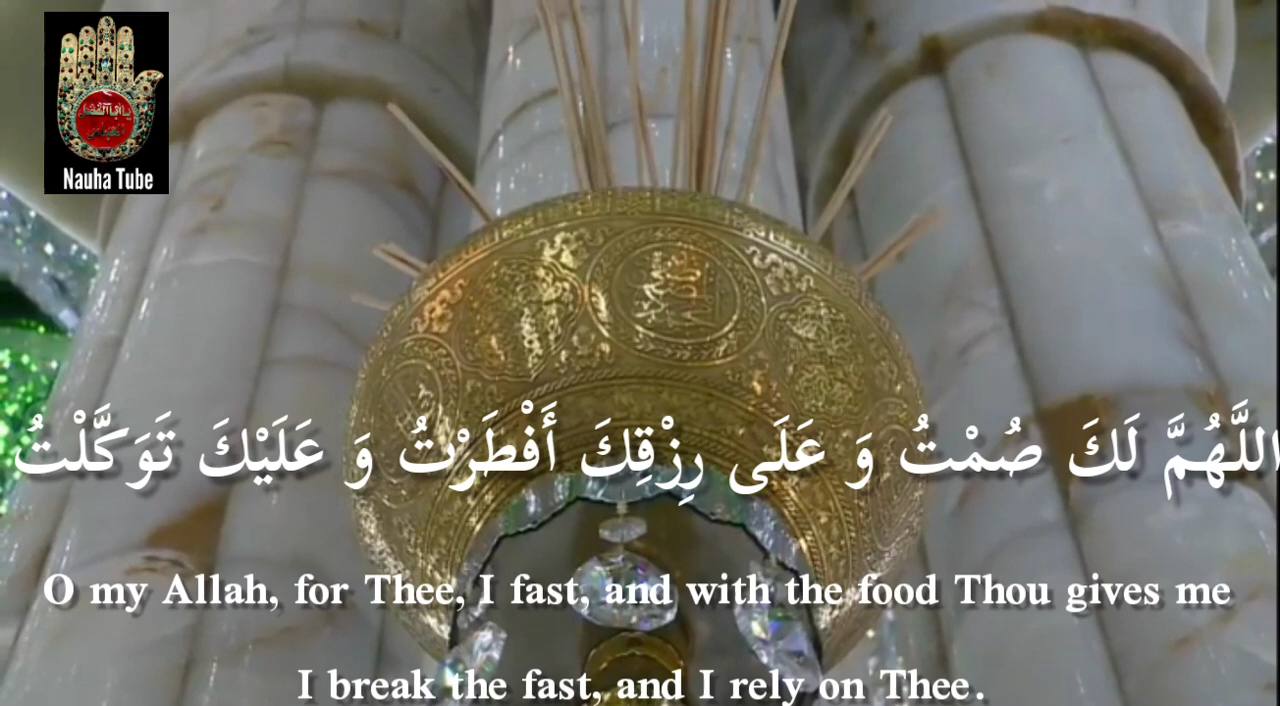 Nauha Tube
اللَّهُمَّ لَكَ صُمْتُ وَ عَلَى رِزْقِكَ أَفْطَرْتُ وَ عَلَيْكَ تَوَكَّلْتُ
O my Allah, for Thee, I fast, and with the food Thou gives me
I break the fast, and I rely on Thee.